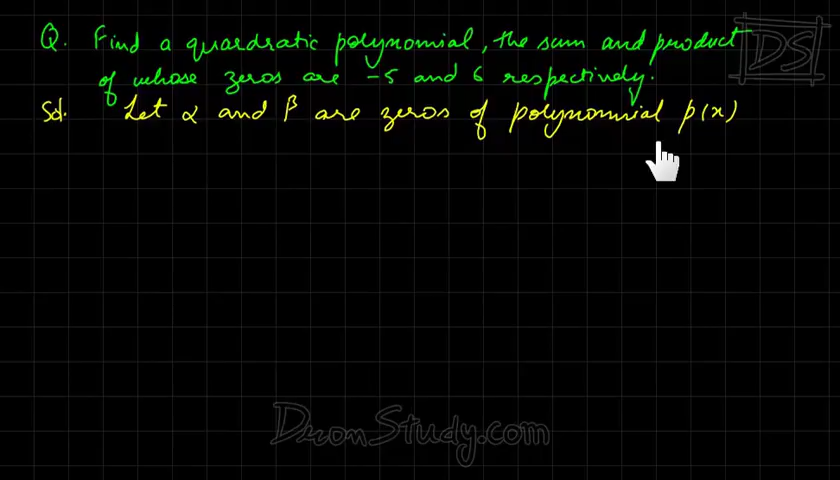 Q. Find a quardratic polynomial, the sum and product
of whose zeros are -5 and 6 respectively.
Sol. Let α and β are zeros of polynomial p(x)
DS
DronStudy.com